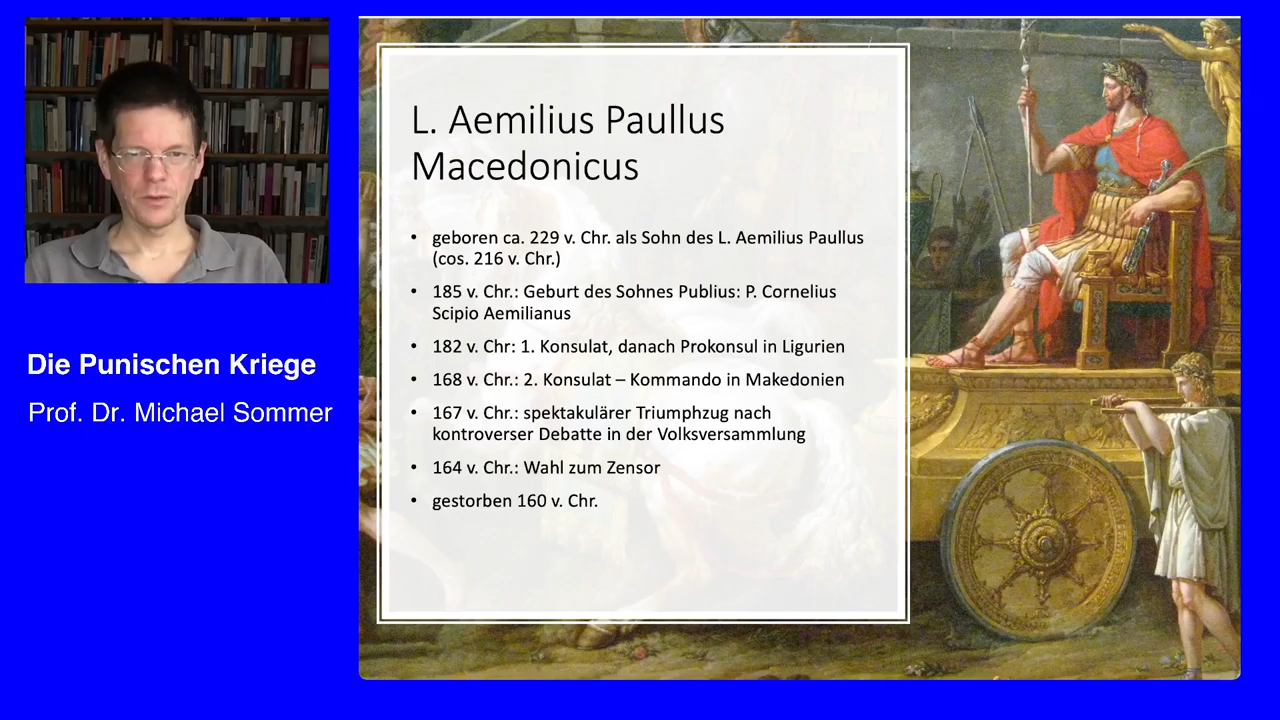 Die Punischen Kriege
Prof. Dr. Michael Sommer
L. Aemilius Paullus
Macedonicus
• geboren ca. 229 v. Chr. als Sohn des L. Aemilius Paullus
(cos. 216 v. Chr.)
• 185 v. Chr.: Geburt des Sohnes Publius: P. Cornelius
Scipio Aemilianus
• 182 v. Chr: 1. Konsulat, danach Prokonsul in Ligurien
• 168 v. Chr.: 2. Konsulat – Kommando in Makedonien
• 167 v. Chr.: spektakulärer Triumphzug nach
kontroverser Debatte in der Volksversammlung
• 164 v. Chr.: Wahl zum Zensor
• gestorben 160 v. Chr.